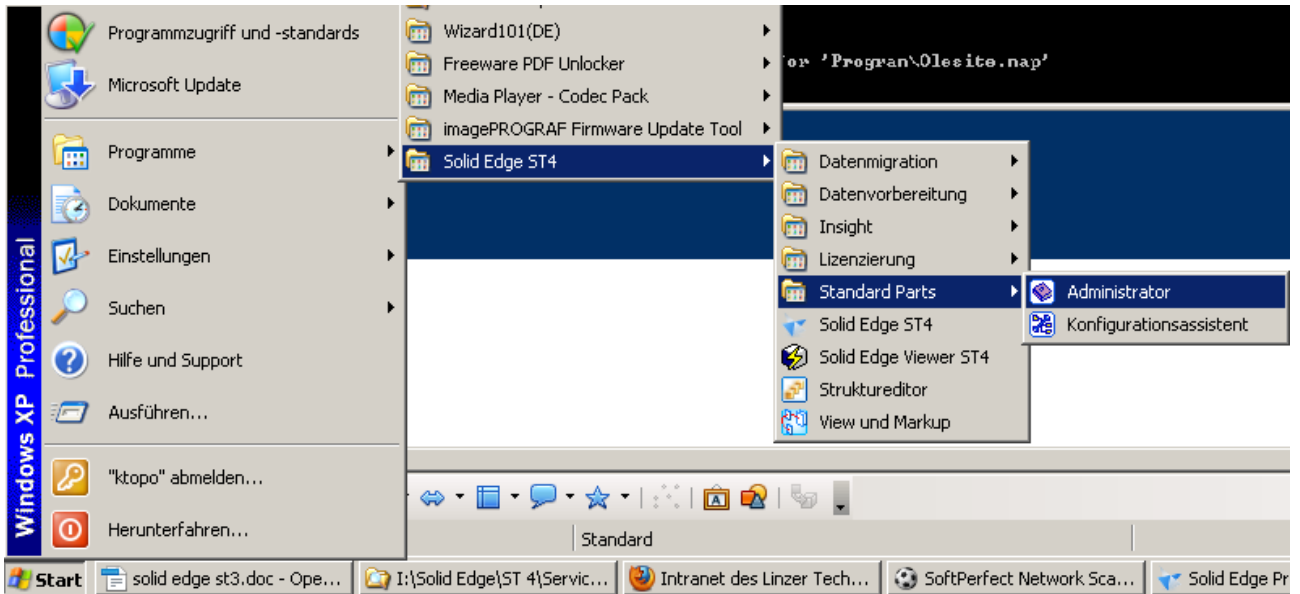 Programmzugriff und -standards
Microsoft Update
Programme
Dokumente
Einstellungen
Suchen
Hilfe und Support
Ausführen...
"ktopo" abmelden...
Herunterfahren...
Windows XP Professional
Wizard101(DE)
Freeware PDF Unlocker
Media Player - Codec Pack
imagePROGRAF Firmware Update Tool
Solid Edge ST4
Datenmigration
Datenvorbereitung
Insight
Lizenzierung
Standard Parts
Solid Edge ST4
Solid Edge Viewer ST4
Struktureditor
View und Markup
Administrator
Konfigurationsassistent
or 'Progran\Olesite.nap'
Standard
Start
solid edge st3.doc - Ope...
I:\Solid Edge\ST 4\Servic...
Intranet des Linzer Tech...
SoftPerfect Network Sca...
Solid Edge Pr